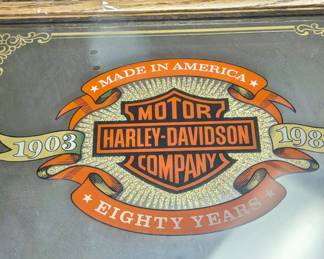 ★ MADE IN AMERICA ★
MOTOR
1903 HARLEY-DAVIDSON 198
COMPANY
★ EIGHTY YEARS ★